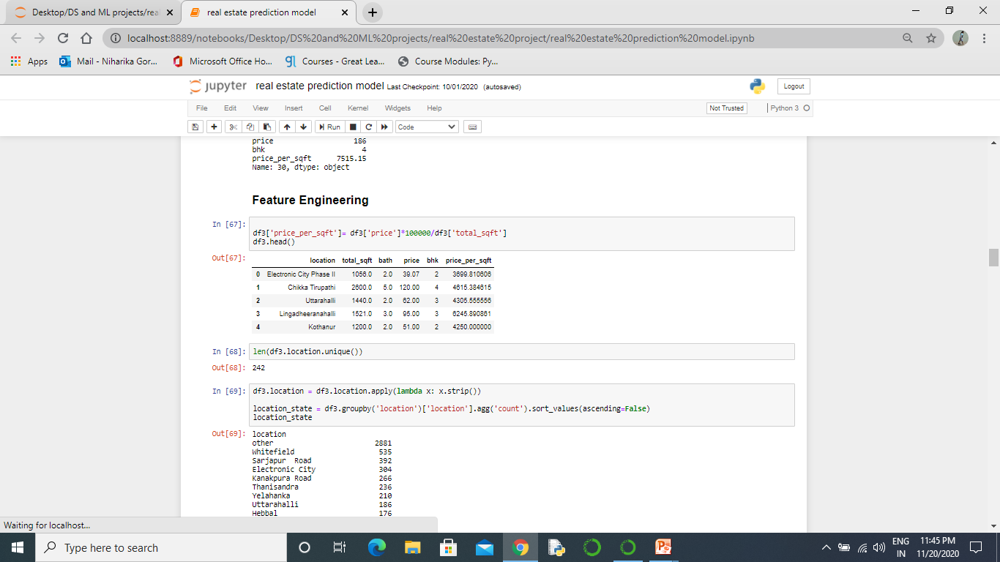 Desktop/DS and ML projects/real
real estate prediction model
localhost:8889/notebooks/Desktop/DS%20and%20ML%20projects/real%20estate%20project/real%20estate%20prediction%20model.ipynb
Apps Mail - Niharika Gor... Microsoft Office Ho... Courses - Great Lea... Course Modules: Py...
jupyter real estate prediction model Last Checkpoint: 10/01/2020 (autosaved) Logout
File Edit View Insert Cell Kernel Widgets Help Not Trusted Python 3
Run Code
price 186
bhk 4
price_per_sqft 7515.15
Name: 30, dtype: object
Feature Engineering
In [67]:
df3['price_per_sqft']= df3['price']*100000/df3['total_sqft']
df3.head()
Out[67]:
location total_sqft bath price bhk price_per_sqft
0 Electronic City Phase II 1056.0 2.0 39.07 2 3699.810606
1 Chikka Tirupathi 2600.0 5.0 120.00 4 4615.384615
2 Uttarahalli 1440.0 2.0 62.00 3 4305.555556
3 Lingadheeranahalli 1521.0 3.0 95.00 3 6245.890861
4 Kothanur 1200.0 2.0 51.00 2 4250.000000
In [68]: len(df3.location.unique())
Out[68]: 242
In [69]: df3.location = df3.location.apply(lambda x: x.strip())
location_state = df3.groupby('location')['location'].agg('count').sort_values(ascending=False)
location_state
Out[69]: location
other 2881
Whitefield 535
Sarjapur  Road 392
Electronic City 304
Kanakpura Road 266
Thanisandra 236
Yelahanka 210
Uttarahalli 186
Hebbal 176
Waiting for localhost...
Type here to search
ENG 11:45 PM
IN 11/20/2020